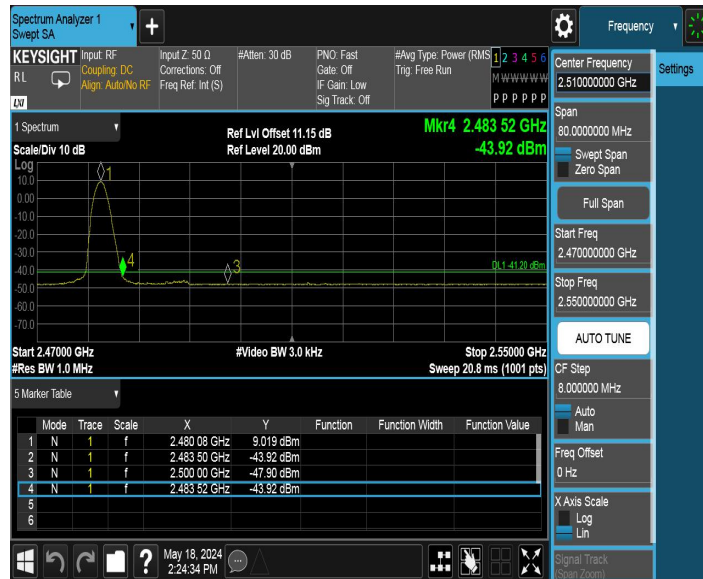 Spectrum Analyzer 1
Swept SA
+
Frequency
KEYSIGHT
RL
LXI
Input: RF
Coupling: DC
Align: Auto/No RF
Input Z: 50 Ω
Corrections: Off
Freq Ref: Int (S)
#Atten: 30 dB
PNO: Fast
Gate: Off
IF Gain: Low
Sig Track: Off
#Avg Type: Power (RMS
Trig: Free Run
1 2 3 4 5 6
M W W W W W
P P P P P P
Center Frequency
2.510000000 GHz
Settings
Span
80.0000000 MHz
Swept Span
Zero Span
Full Span
Start Freq
2.470000000 GHz
Stop Freq
2.550000000 GHz
AUTO TUNE
CF Step
8.000000 MHz
Auto
Man
Freq Offset
0 Hz
X Axis Scale
Log
Lin
Signal Track
(Span Zoom)
1 Spectrum
Scale/Div 10 dB
Ref Lvl Offset 11.15 dB
Ref Level 20.00 dBm
Mkr4 2.483 52 GHz
-43.92 dBm
Log
10.0
0.00
-10.0
-20.0
-30.0
-40.0
-50.0
-60.0
-70.0
1
4
3
DL1 -41.20 dBm
Start 2.47000 GHz
#Res BW 1.0 MHz
#Video BW 3.0 kHz
Stop 2.55000 GHz
Sweep 20.8 ms (1001 pts)
5 Marker Table
Mode Trace Scale X Y Function Function Width Function Value
1 N 1 f 2.480 08 GHz 9.019 dBm
2 N 1 f 2.483 50 GHz -43.92 dBm
3 N 1 f 2.500 00 GHz -47.90 dBm
4 N 1 f 2.483 52 GHz -43.92 dBm
5
6
?
May 18, 2024
2:24:34 PM